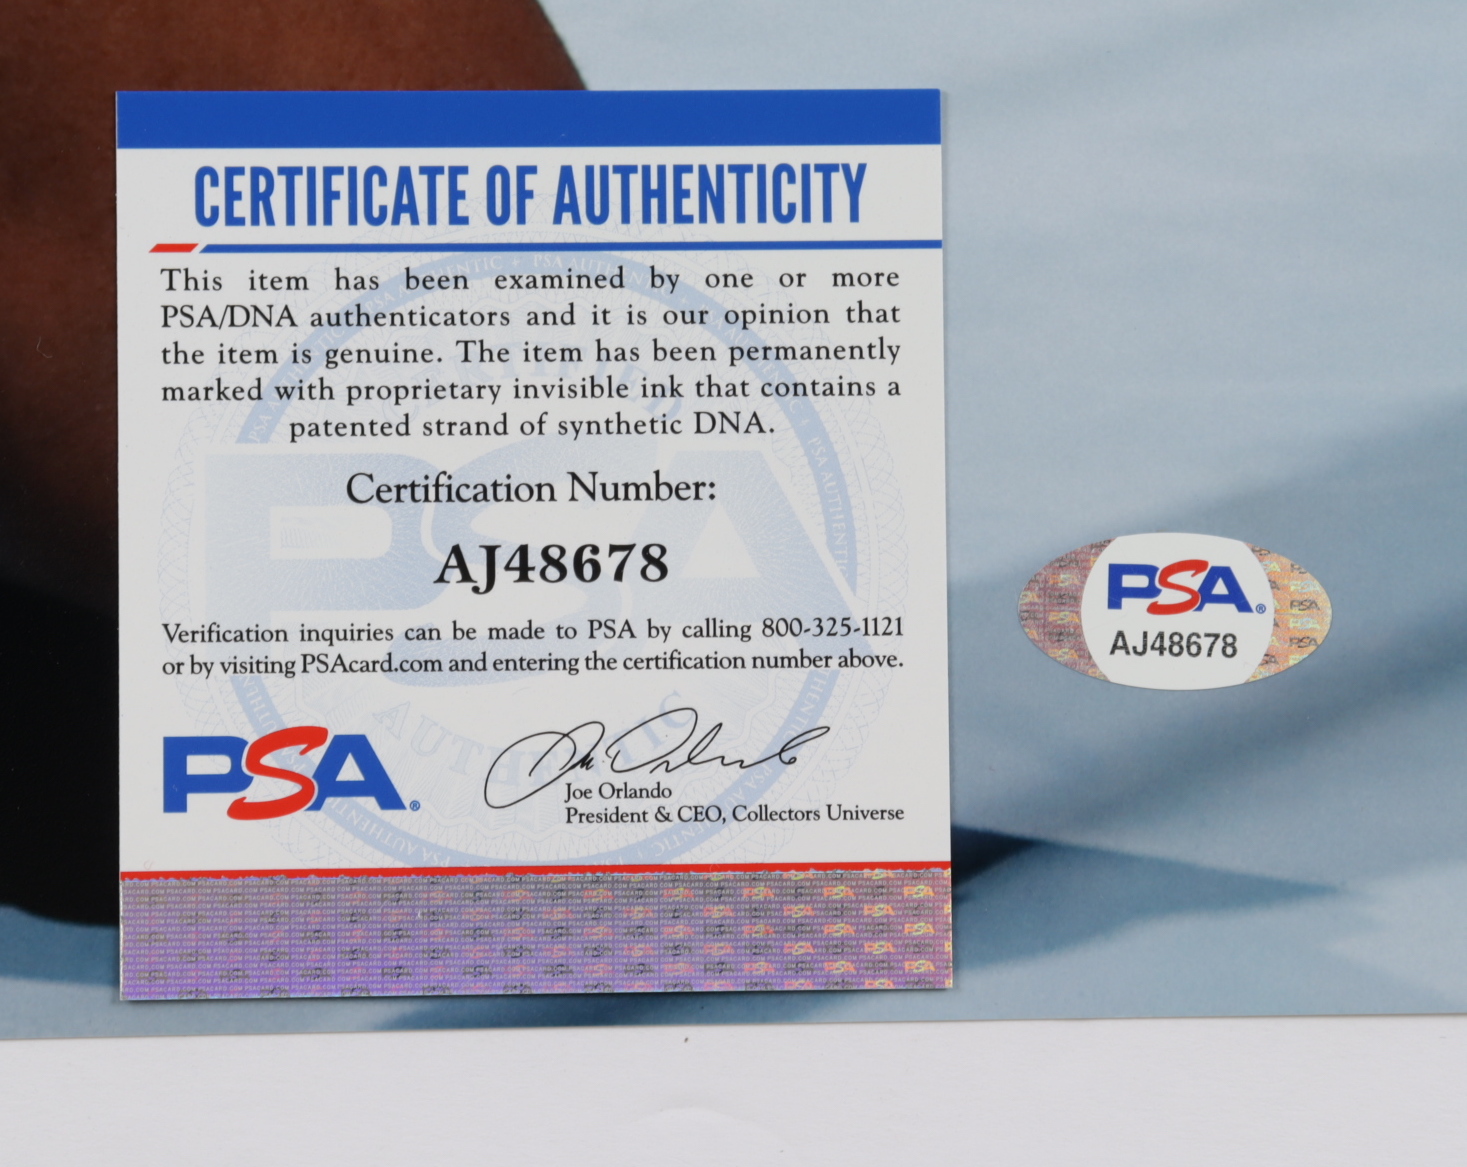 CERTIFICATE OF AUTHENTICITY
This item has been examined by one or more
PSA/DNA authenticators and it is our opinion that
the item is genuine. The item has been permanently
marked with proprietary invisible ink that contains a
patented strand of synthetic DNA.
Certification Number:
AJ48678
Verification inquiries can be made to PSA by calling 800-325-1121
or by visiting PSAcard.com and entering the certification number above.
PSA®
Joe Orlando
President & CEO, Collectors Universe
PSA®
AJ48678